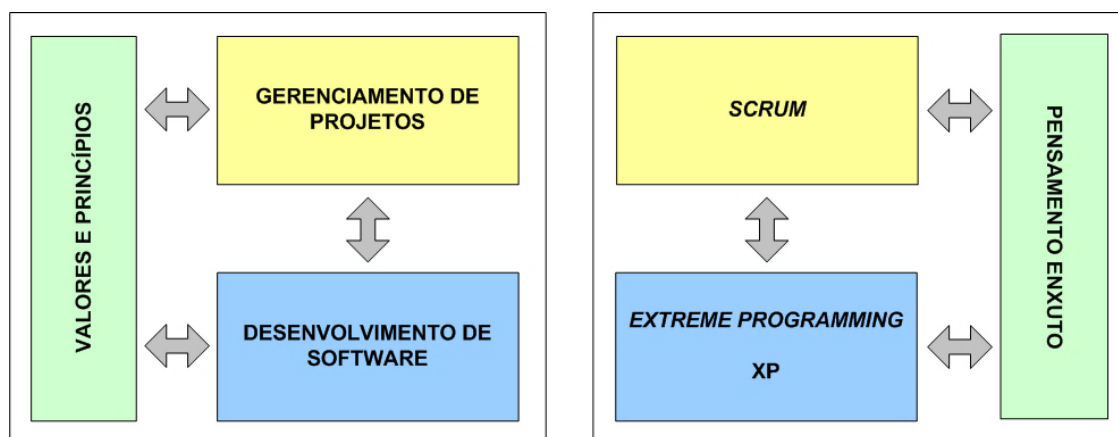 VALORES E PRINCÍPIOS
GERENCIAMENTO DE
PROJETOS
DESENVOLVIMENTO DE
SOFTWARE
SCRUM
EXTREME PROGRAMMING
XP
PENSAMENTO ENXUTO